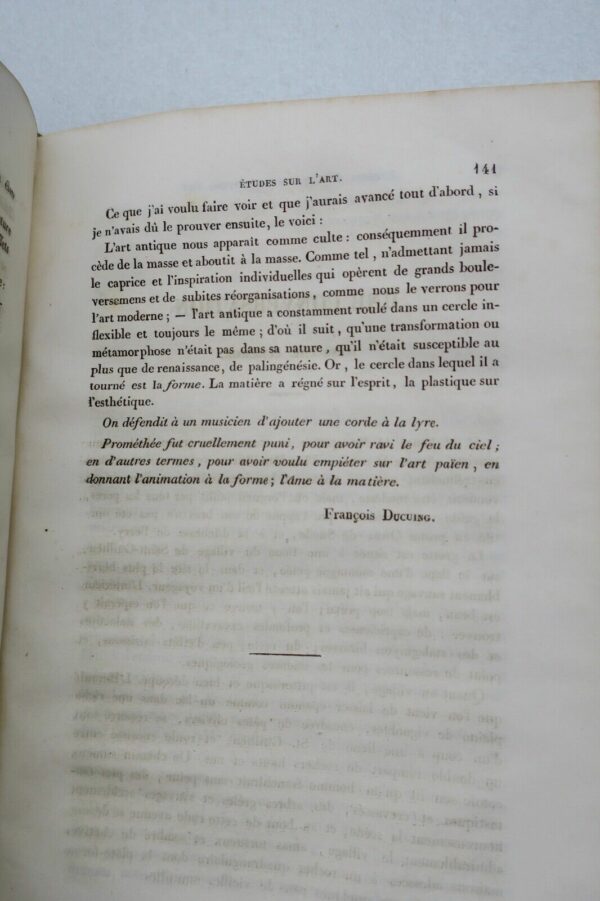 ÉTUDES SUR L'ART.
141
Ce que j'ai voulu faire voir et que j'aurais avancé tout d'abord, si
je n'avais dû le prouver ensuite, le voici :
L'art antique nous apparaît comme culte : conséquemment il pro-
cède de la masse et aboutit à la masse. Comme tel, n'admettant jamais
le caprice et l'inspiration individuelles qui opèrent de grands boule-
versemens et de subites réorganisations, comme nous le verrons pour
l'art moderne ; — l'art antique a constamment roulé dans un cercle in-
flexible et toujours le même ; d'où il suit, qu'une transformation ou
métamorphose n'était pas dans sa nature, qu'il n'était susceptible au
plus que de renaissance, de palingénésie. Or, le cercle dans lequel il a
tourné est la forme. La matière a régné sur l'esprit, la plastique sur
l'esthétique.
On défendit à un musicien d'ajouter une corde à la lyre.
Prométhée fut cruellement puni, pour avoir ravi le feu du ciel ;
en d'autres termes, pour avoir voulu empiéter sur l'art païen, en
donnant l'animation à la forme ; l'âme à la matière.
François DUCUING.